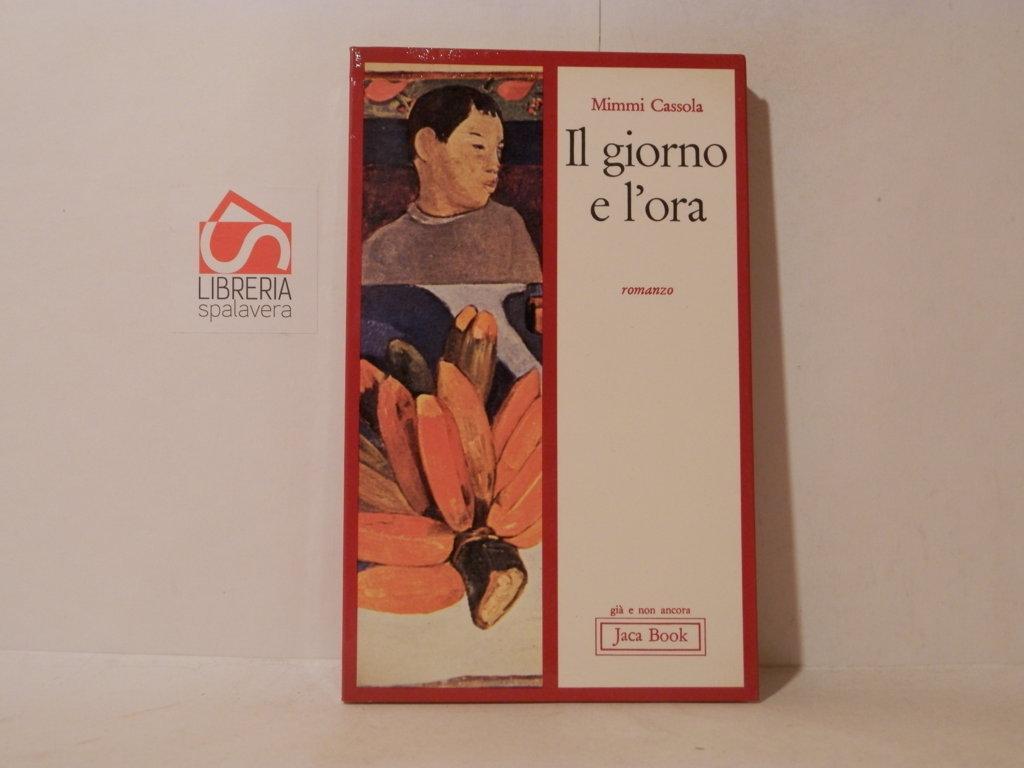 Mimmi Cassola
Il giorno
e l'ora
romanzo
già e non ancora
Jaca Book
LIBRERIA
spalavera